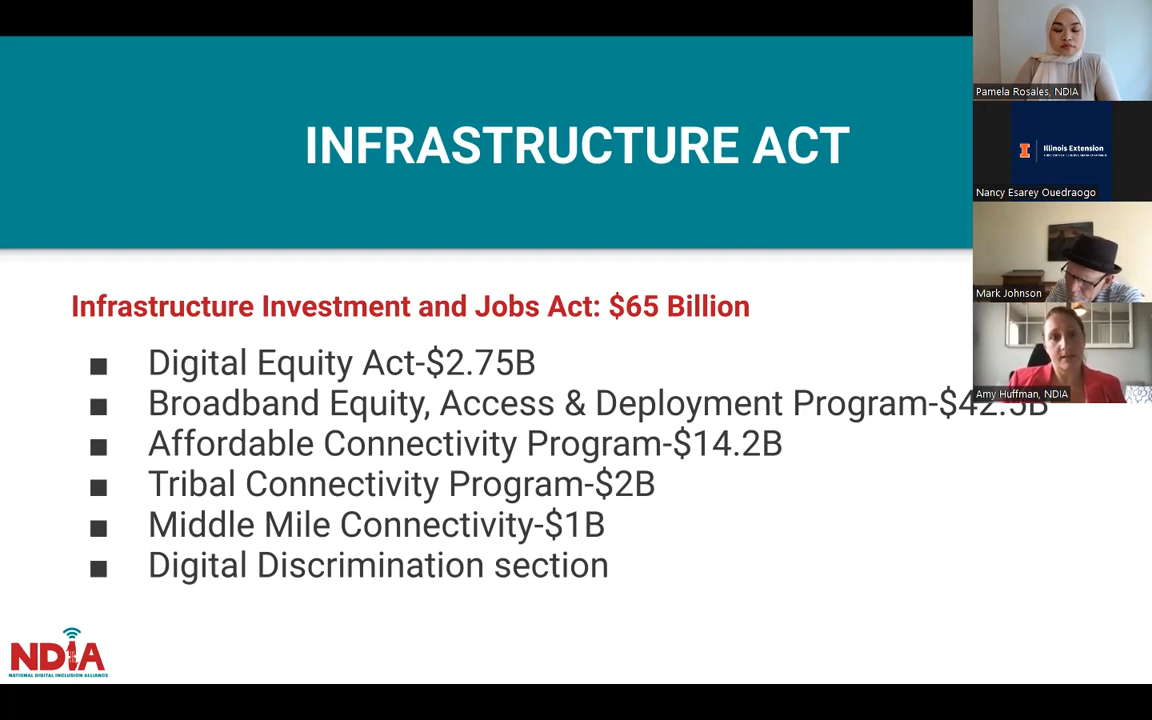 INFRASTRUCTURE ACT
Infrastructure Investment and Jobs Act: $65 Billion
■ Digital Equity Act-$2.75B
■ Broadband Equity, Access & Deployment Program-$42.5B
■ Affordable Connectivity Program-$14.2B
■ Tribal Connectivity Program-$2B
■ Middle Mile Connectivity-$1B
■ Digital Discrimination section
NDIA
NATIONAL DIGITAL INCLUSION ALLIANCE
Pamela Rosales, NDIA
I Illinois Extension
Nancy Esarey Ouedraogo
Mark Johnson
Amy Huffman, NDIA